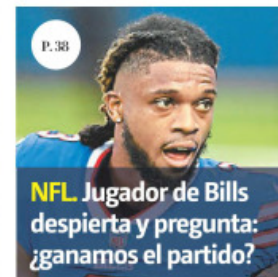 P. 38
NFL. Jugador de Bills
despierta y pregunta:
¿ganamos el partido?